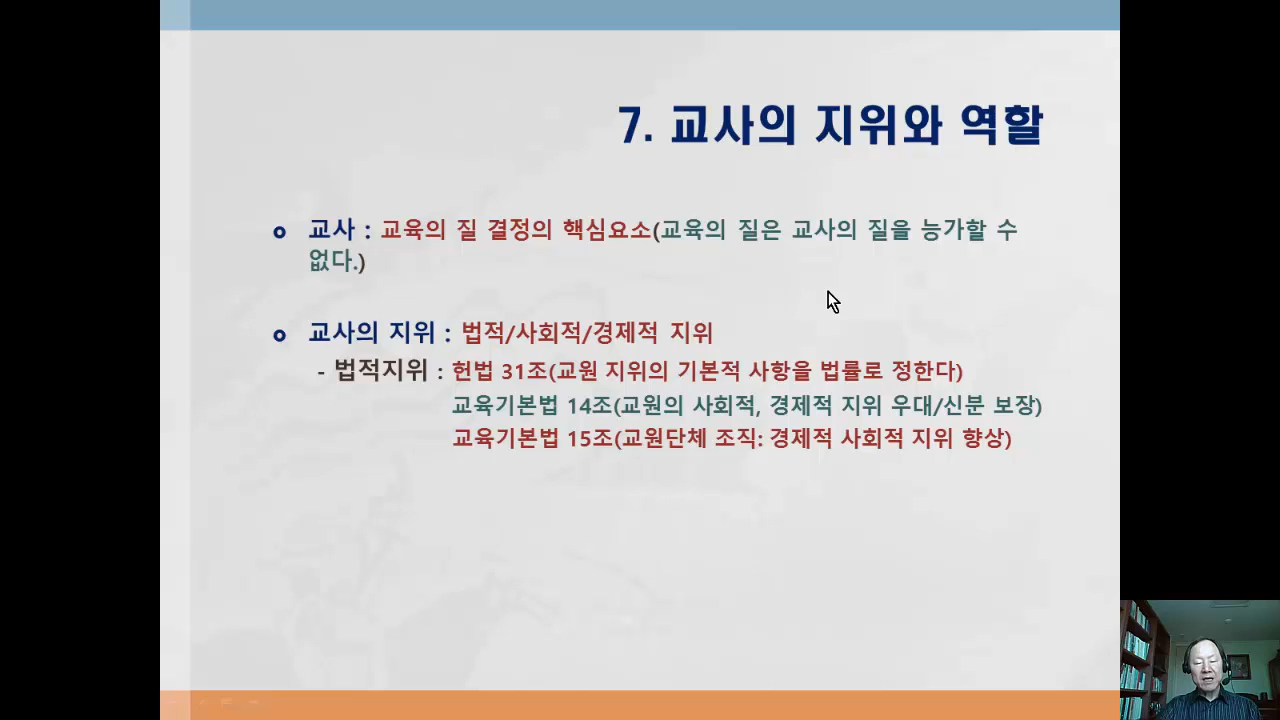 7. 교사의 지위와 역할
교사 : 교육의 질 결정의 핵심요소(교육의 질은 교사의 질을 능가할 수
없다.)
교사의 지위 : 법적/사회적/경제적 지위
- 법적지위 : 헌법 31조(교원 지위의 기본적 사항을 법률로 정한다)
교육기본법 14조(교원의 사회적, 경제적 지위 우대/신분 보장)
교육기본법 15조(교원단체 조직: 경제적 사회적 지위 향상)